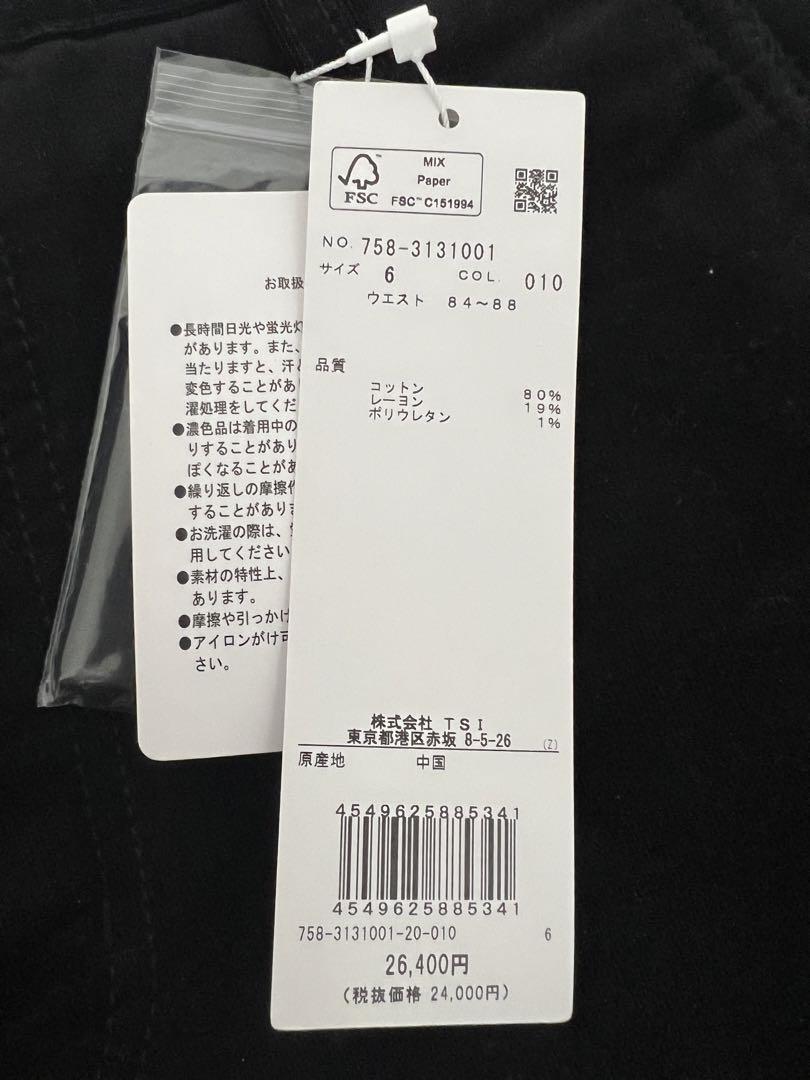 MIX
Paper
FSC™ C151994
FSC
NO. 758-3131001
サイズ 6 COL. 010
ウエスト 84～88
品質
コットン 80%
レーヨン 19%
ポリウレタン 1%
株式会社 TSI
東京都港区赤坂 8-5-26 (Z)
原産地 中国
4549625885341
4549625885341
758-3131001-20-010 6
26,400円
(税抜価格 24,000円)
お取扱
●長時間日光や蛍光灯
があります。また、
当たりますと、汗と
変色することがあ
濯処理をしてくだ
●濃色品は着用中の
りすることがあり
ぽくなることがあ
●繰り返しの摩擦
することがありま
●お洗濯の際は、
用してください
●素材の特性上、
あります。
●摩擦や引っかけ
●アイロンがけ可
さい。